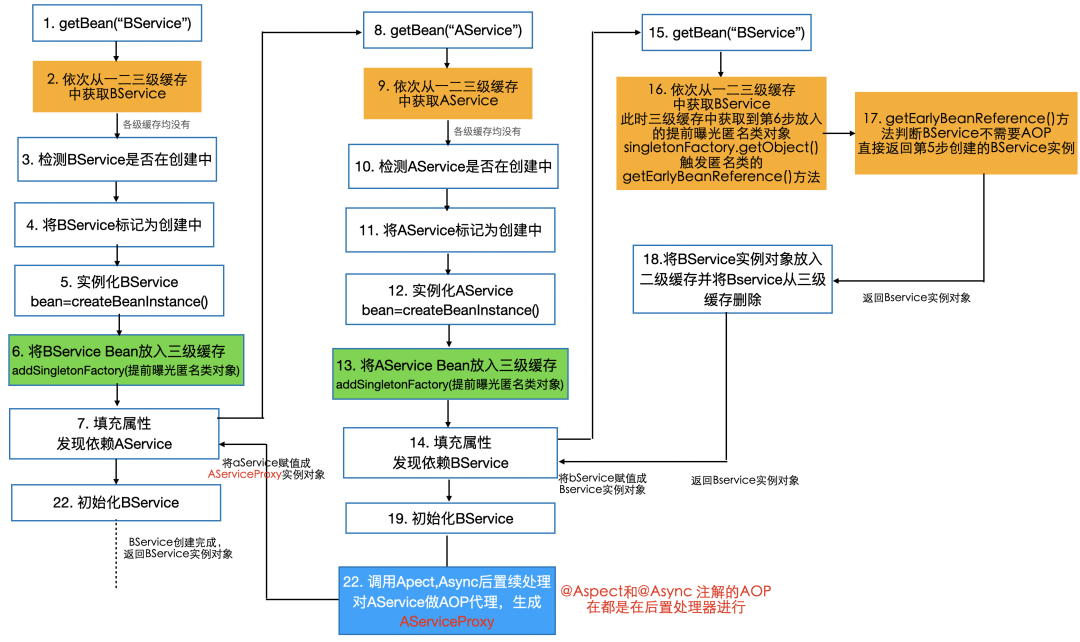 1. getBean(“BService”)
2. 依次从一二三级缓存
中获取BService
各级缓存均没有
3. 检测BService是否在创建中
4. 将BService标记为创建中
5. 实例化BService
bean=createBeanInstance()
6. 将BService Bean放入三级缓存
addSingletonFactory(提前曝光匿名类对象)
7. 填充属性
发现依赖AService
将aService赋值成
AServiceProxy实例对象
22. 初始化BService
BService创建完成，
返回BService实例对象
8. getBean(“AService”)
9. 依次从一二三级缓存
中获取AService
各级缓存均没有
10. 检测AService是否在创建中
11. 将AService标记为创建中
12. 实例化AService
bean=createBeanInstance()
13. 将AService Bean放入三级缓存
addSingletonFactory(提前曝光匿名类对象)
14. 填充属性
发现依赖BService
将bService赋值成
Bservice实例对象
19. 初始化BService
22. 调用Apect,Async后置续处理
对AService做AOP代理，生成
AServiceProxy
@Aspect和@Async 注解的AOP
在都是在后置处理器进行
15. getBean(“BService”)
16. 依次从一二三级缓存
中获取BService
此时三级缓存中获取到第6步放入
的提前曝光匿名类对象
singletonFactory.getObject()
触发匿名类的
getEarlyBeanReference()方法
17. getEarlyBeanReference()方
法判断BService不需要AOP
直接返回第5步创建的BService实例
返回Bservice实例对象
18.将BService实例对象放入
二级缓存并将Bservice从三级
缓存删除
返回Bservice实例对象